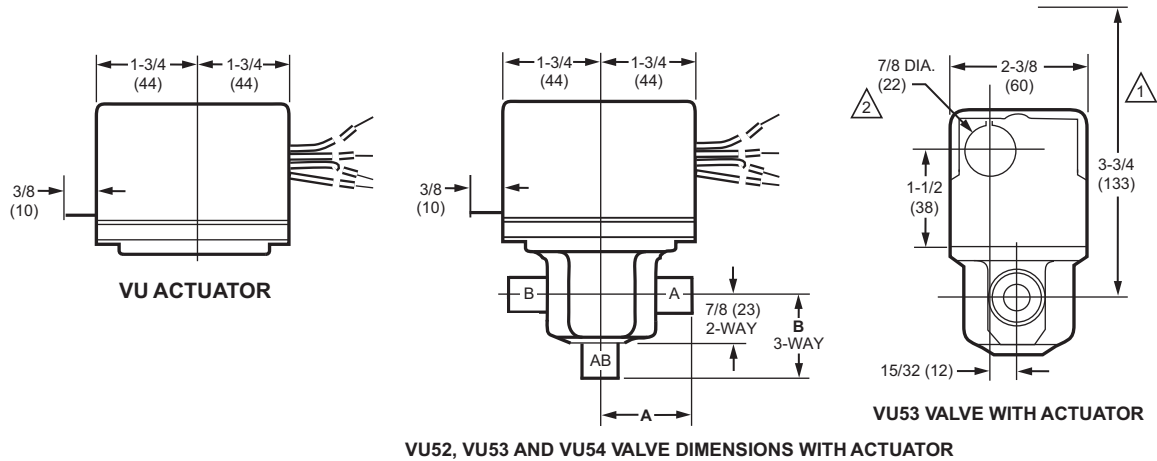 1-3/4
(44)
1-3/4
(44)
3/8
(10)
VU ACTUATOR
1-3/4
(44)
1-3/4
(44)
3/8
(10)
B
A
AB
7/8 (23)
2-WAY
B
3-WAY
A
VU52, VU53 AND VU54 VALVE DIMENSIONS WITH ACTUATOR
7/8 DIA.
(22)
2
2-3/8
(60)
1
3-3/4
(133)
1-1/2
(38)
15/32 (12)
VU53 VALVE WITH ACTUATOR